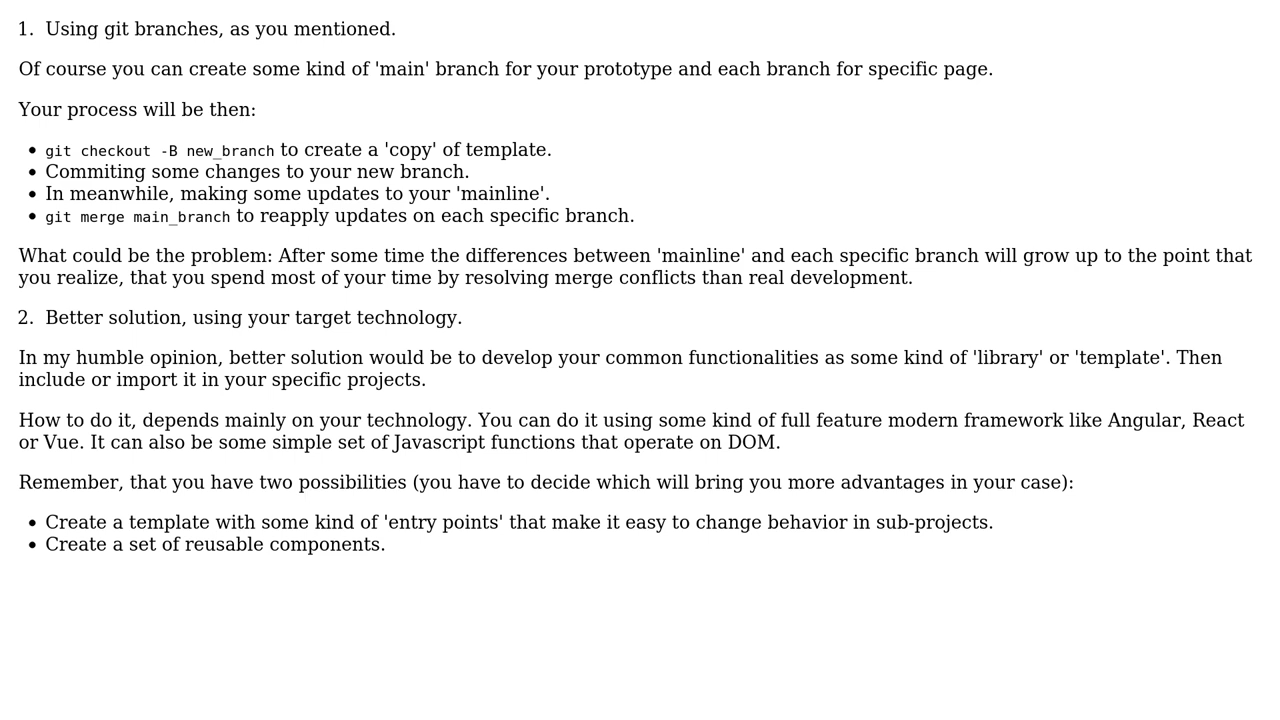 1. Using git branches, as you mentioned.
Of course you can create some kind of 'main' branch for your prototype and each branch for specific page.
Your process will be then:
• git checkout -B new_branch to create a 'copy' of template.
• Commiting some changes to your new branch.
• In meanwhile, making some updates to your 'mainline'.
• git merge main_branch to reapply updates on each specific branch.
What could be the problem: After some time the differences between 'mainline' and each specific branch will grow up to the point that
you realize, that you spend most of your time by resolving merge conflicts than real development.
2. Better solution, using your target technology.
In my humble opinion, better solution would be to develop your common functionalities as some kind of 'library' or 'template'. Then
include or import it in your specific projects.
How to do it, depends mainly on your technology. You can do it using some kind of full feature modern framework like Angular, React
or Vue. It can also be some simple set of Javascript functions that operate on DOM.
Remember, that you have two possibilities (you have to decide which will bring you more advantages in your case):
• Create a template with some kind of 'entry points' that make it easy to change behavior in sub-projects.
• Create a set of reusable components.